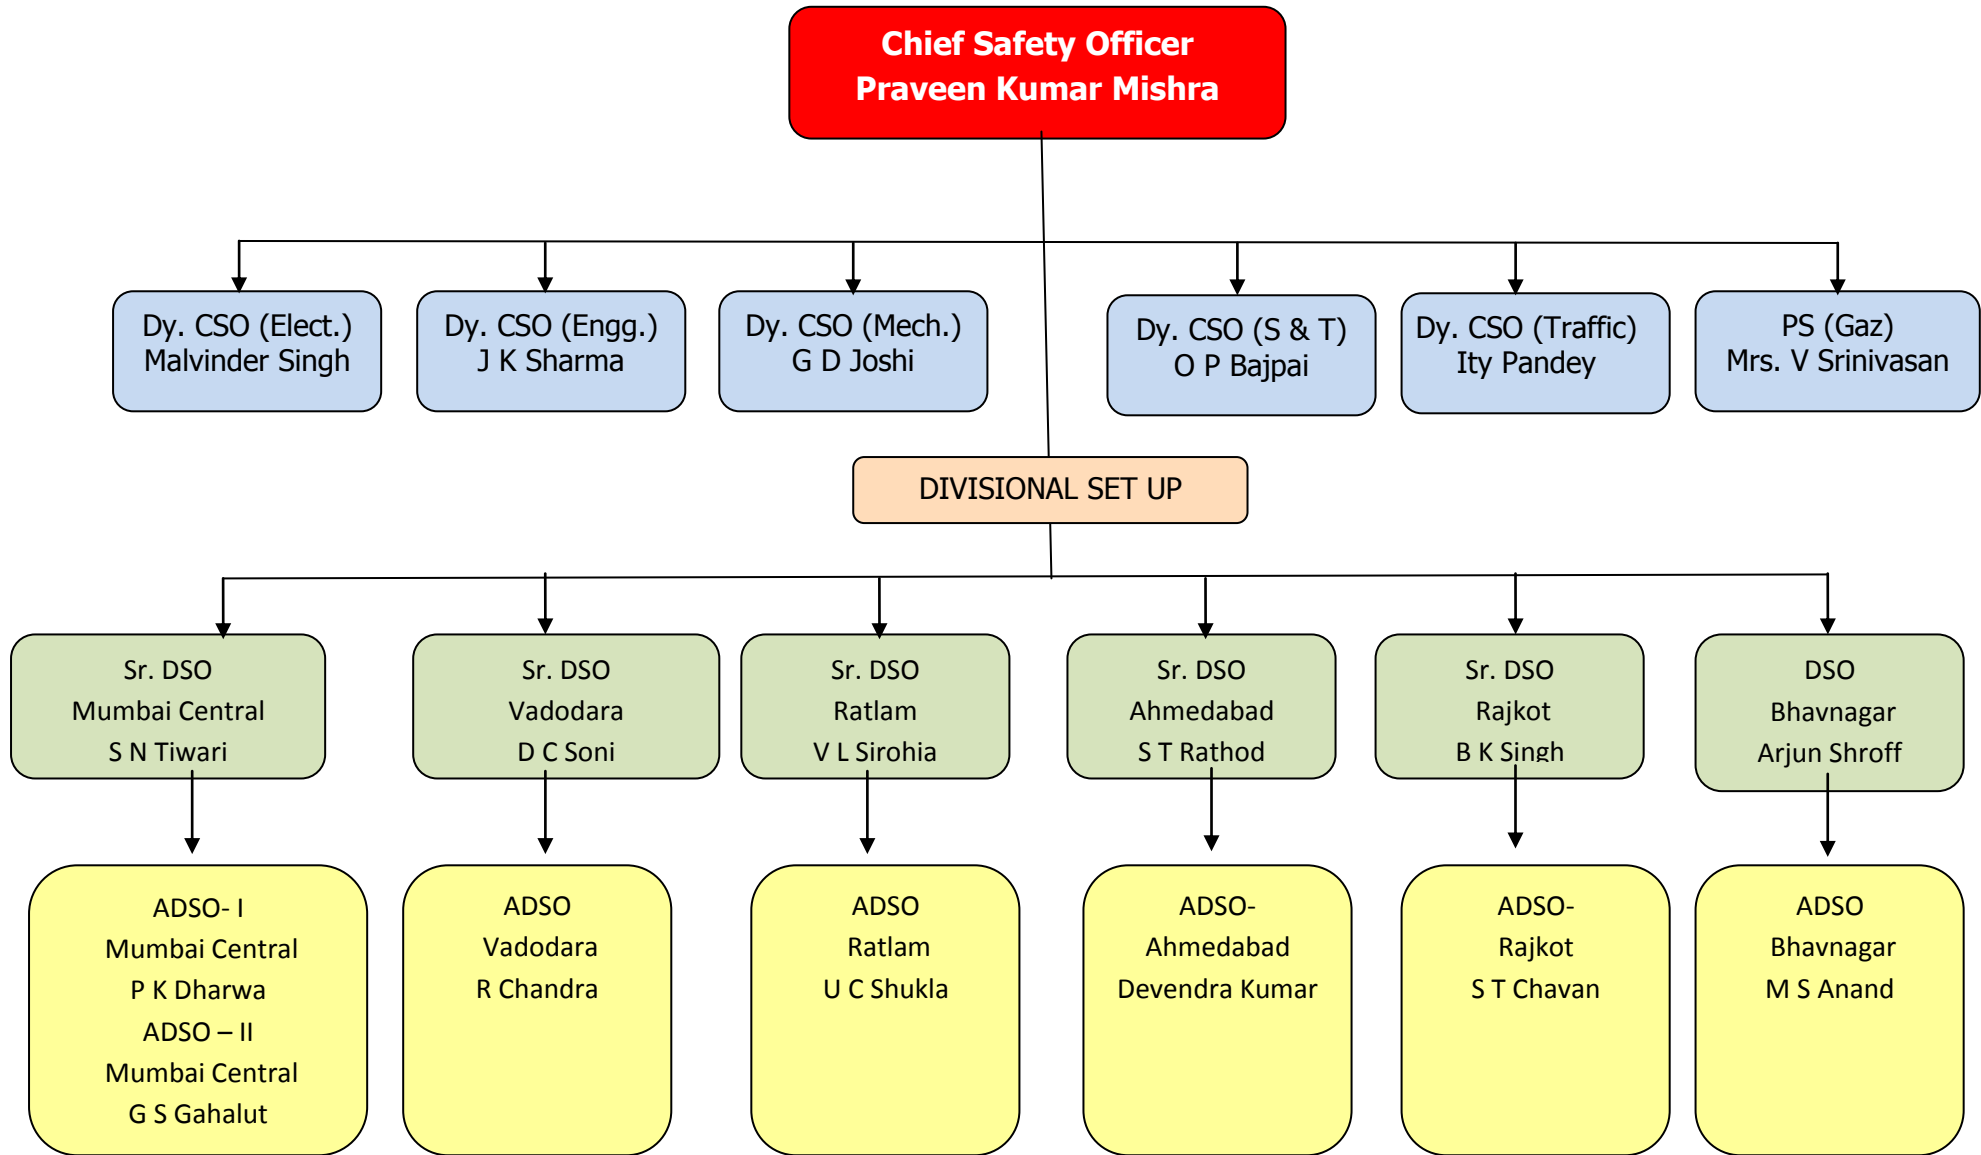 Chief Safety Officer
Praveen Kumar Mishra
Dy. CSO (Elect.)
Malvinder Singh
Dy. CSO (Engg.)
J K Sharma
Dy. CSO (Mech.)
G D Joshi
Dy. CSO (S & T)
O P Bajpai
Dy. CSO (Traffic)
Ity Pandey
PS (Gaz)
Mrs. V Srinivasan
DIVISIONAL SET UP
Sr. DSO
Mumbai Central
S N Tiwari
Sr. DSO
Vadodara
D C Soni
Sr. DSO
Ratlam
V L Sirohia
Sr. DSO
Ahmedabad
S T Rathod
Sr. DSO
Rajkot
B K Singh
DSO
Bhavnagar
Arjun Shroff
ADSO- I
Mumbai Central
P K Dharwa
ADSO – II
Mumbai Central
G S Gahalut
ADSO
Vadodara
R Chandra
ADSO
Ratlam
U C Shukla
ADSO-
Ahmedabad
Devendra Kumar
ADSO-
Rajkot
S T Chavan
ADSO
Bhavnagar
M S Anand